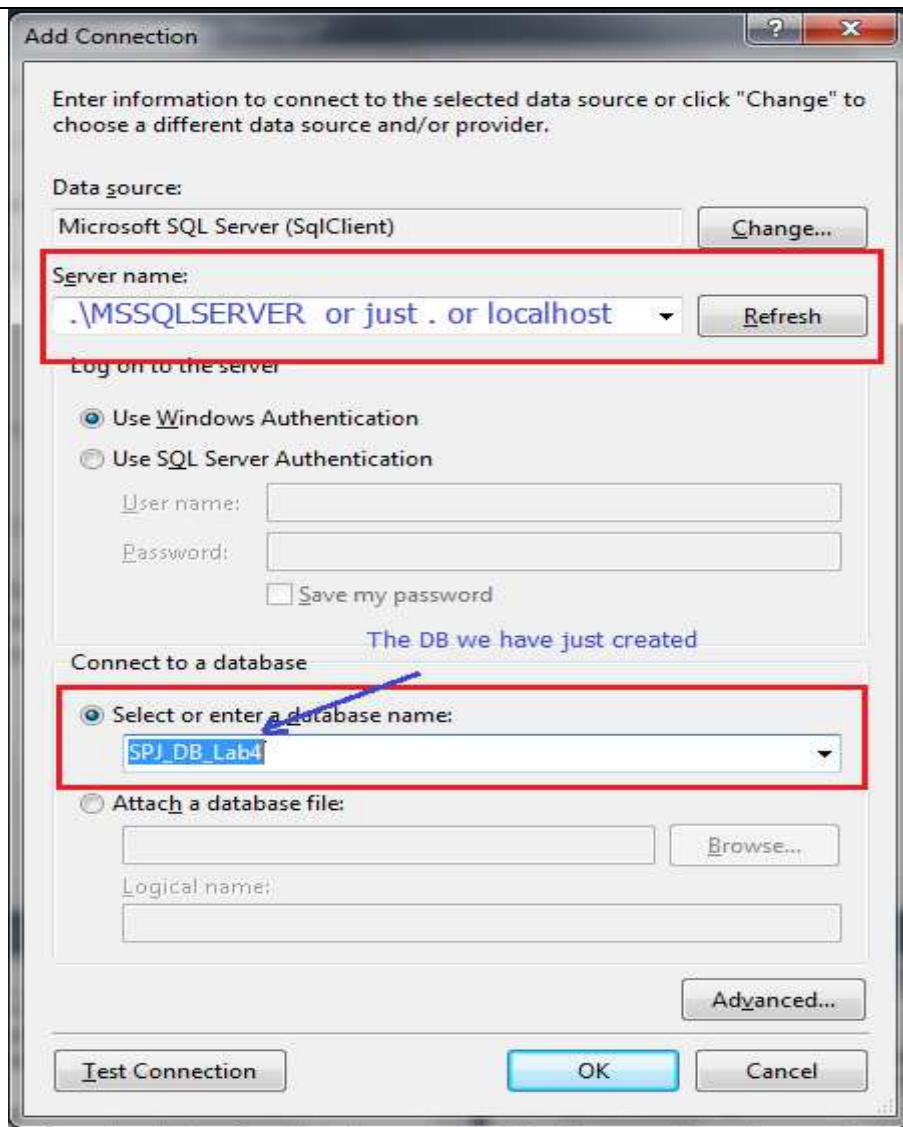 Add Connection
Enter information to connect to the selected data source or click "Change" to
choose a different data source and/or provider.
Data source:
Microsoft SQL Server (SqlClient)
Change...
Server name:
.\MSSQLSERVER or just . or localhost
Refresh
Log on to the server
Use Windows Authentication
Use SQL Server Authentication
User name:
Password:
Save my password
The DB we have just created
Connect to a database
Select or enter a database name:
SPJ_DB_Lab4
Attach a database file:
Browse...
Logical name:
Advanced...
Test Connection
OK
Cancel